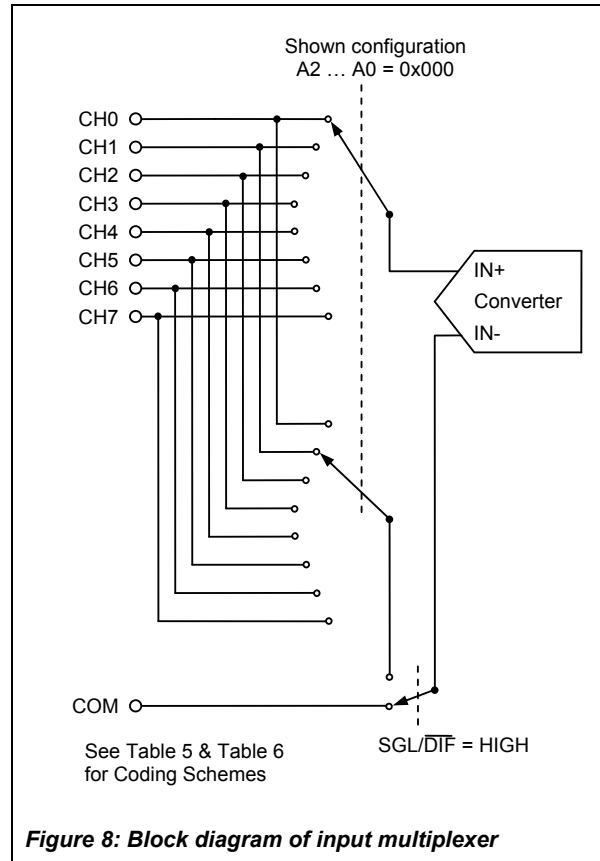 Shown configuration
A2 … A0 = 0x000
CH0
CH1
CH2
CH3
CH4
CH5
CH6
CH7
IN+
Converter
IN-
COM
SGL/D̅I̅F̅ = HIGH
See Table 5 & Table 6
for Coding Schemes
Figure 8: Block diagram of input multiplexer